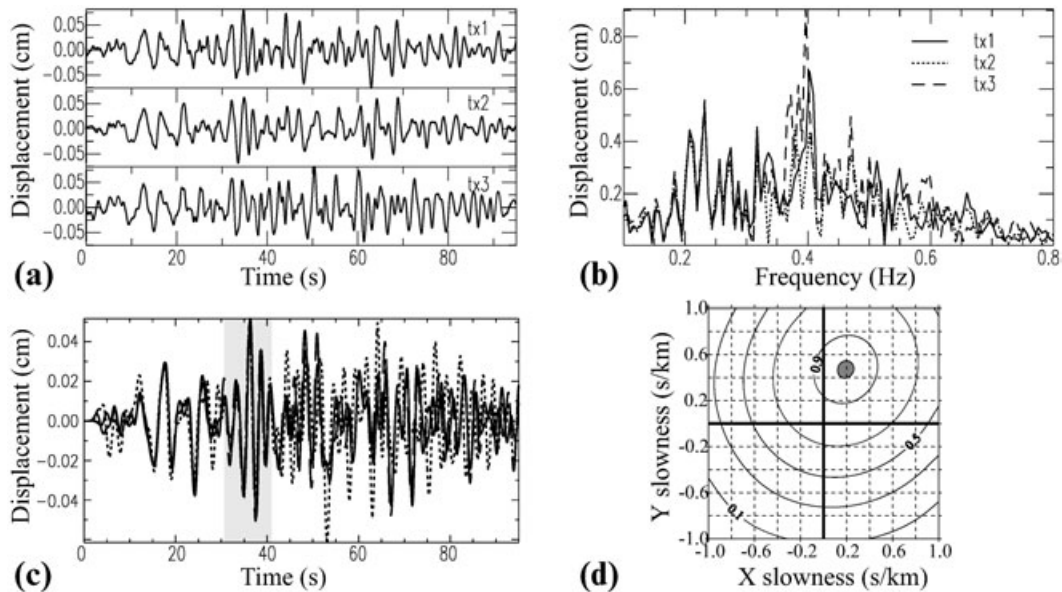 0.05
0.00
-0.05
tx1
0.05
0.00
-0.05
tx2
0.05
0.00
-0.05
tx3
Displacement (cm)
0 20 40 60 80
Time (s)
(a)
0.8
0.6
0.4
0.2
Displacement (cm)
tx1
tx2
tx3
0.2 0.4 0.6 0.8
Frequency (Hz)
(b)
0.04
0.02
0.00
-0.02
-0.04
Displacement (cm)
0 20 40 60 80
Time (s)
(c)
1.0
0.6
0.2
-0.2
-0.6
-1.0
Y slowness (s/km)
0.9
0.5
0.1
-1.0 -0.6 -0.2 0.2 0.6 1.0
X slowness (s/km)
(d)